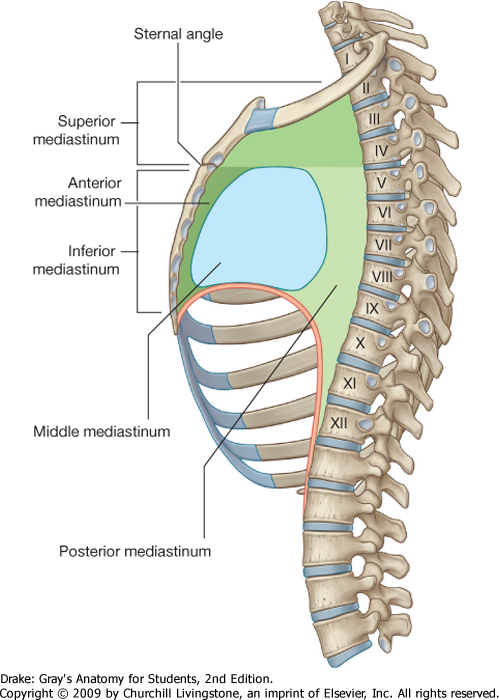 Sternal angle
I
II
III
IV
V
VI
VII
VIII
IX
X
XI
XII
Superior
mediastinum
Anterior
mediastinum
Inferior
mediastinum
Middle mediastinum
Posterior mediastinum
Drake: Gray's Anatomy for Students, 2nd Edition.
Copyright © 2009 by Churchill Livingstone, an imprint of Elsevier, Inc. All rights reserved.